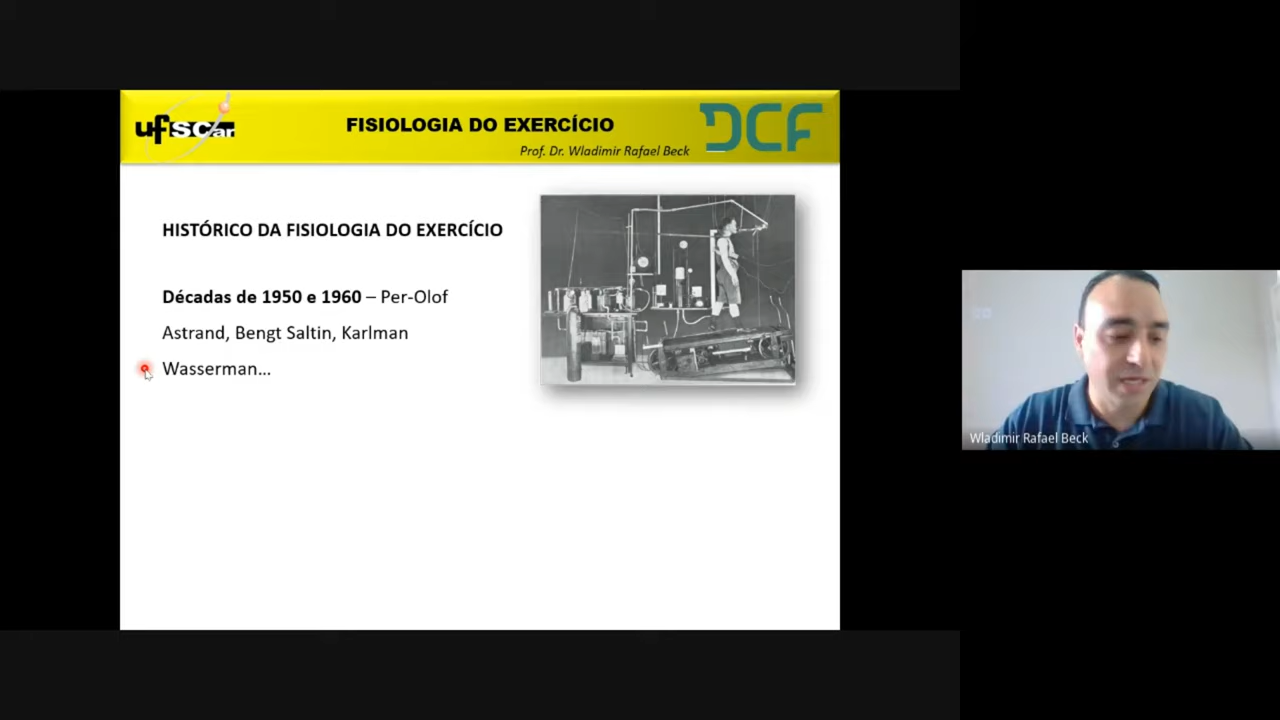 ufscar
FISIOLOGIA DO EXERCÍCIO
DCF
Prof. Dr. Wladimir Rafael Beck
HISTÓRICO DA FISIOLOGIA DO EXERCÍCIO
Décadas de 1950 e 1960 – Per-Olof
Astrand, Bengt Saltin, Karlman
Wasserman...
Wladimir Rafael Beck